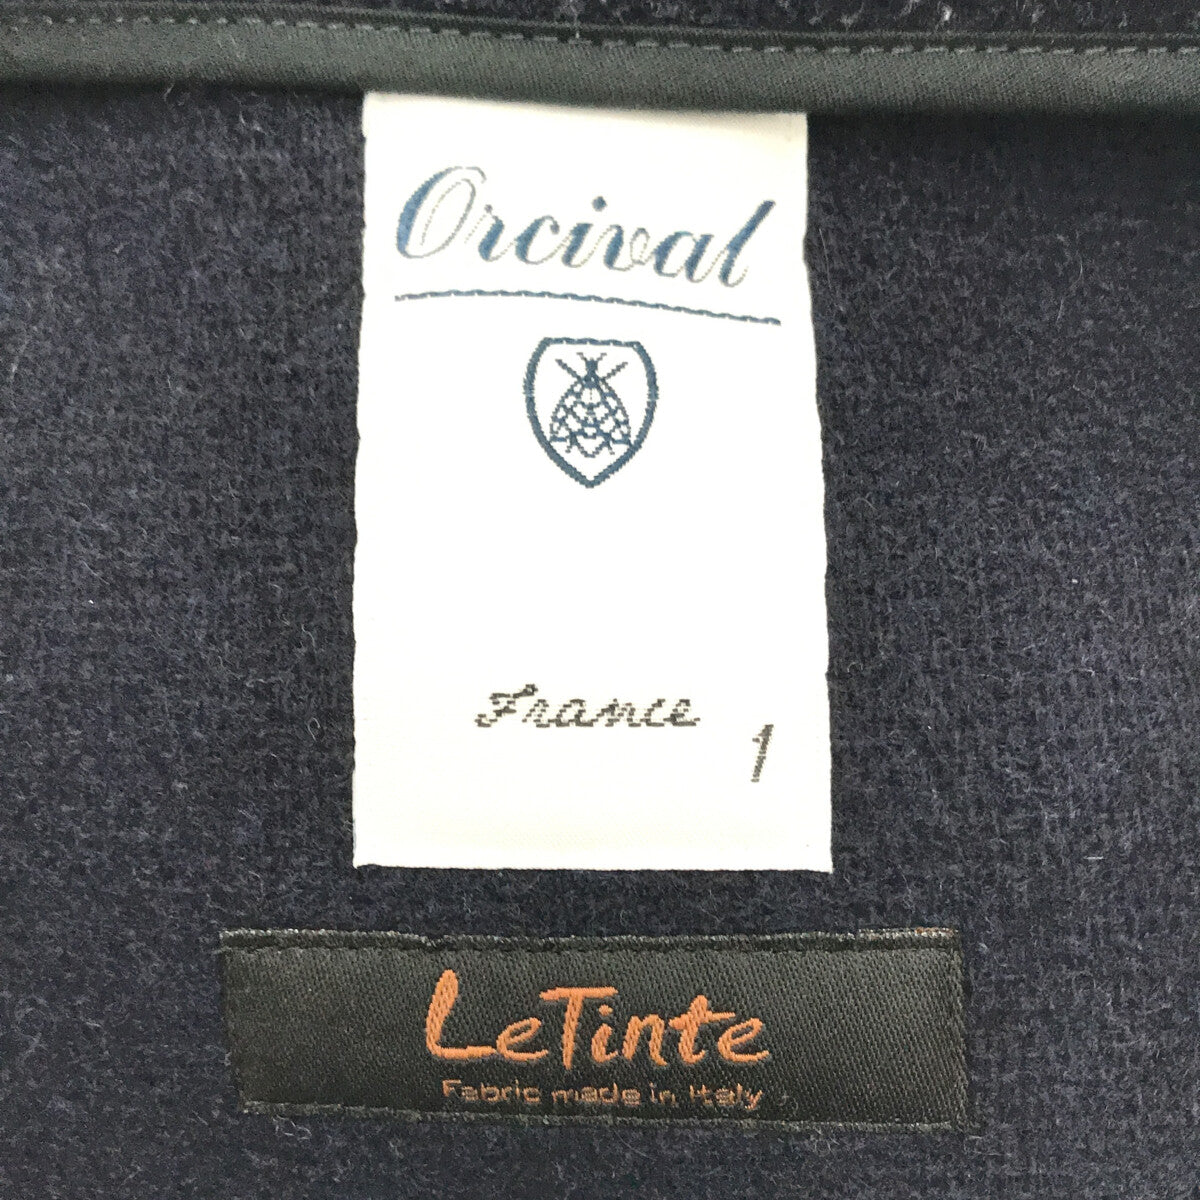 Orcival
France
1
LeTinte
Fabric made in Italy